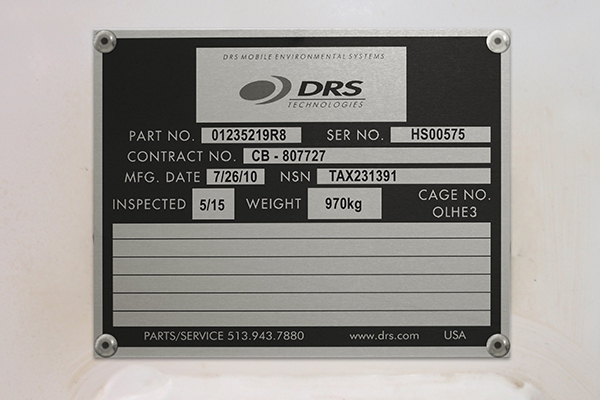 DRS MOBILE ENVIRONMENTAL SYSTEMS
DRS
TECHNOLOGIES
PART NO. 01235219R8 SER NO. HS00575
CONTRACT NO. CB - 807727
MFG. DATE 7/26/10 NSN TAX231391
INSPECTED 5/15 WEIGHT 970kg CAGE NO.
OLHE3
PARTS/SERVICE 513.943.7880 www.drs.com USA